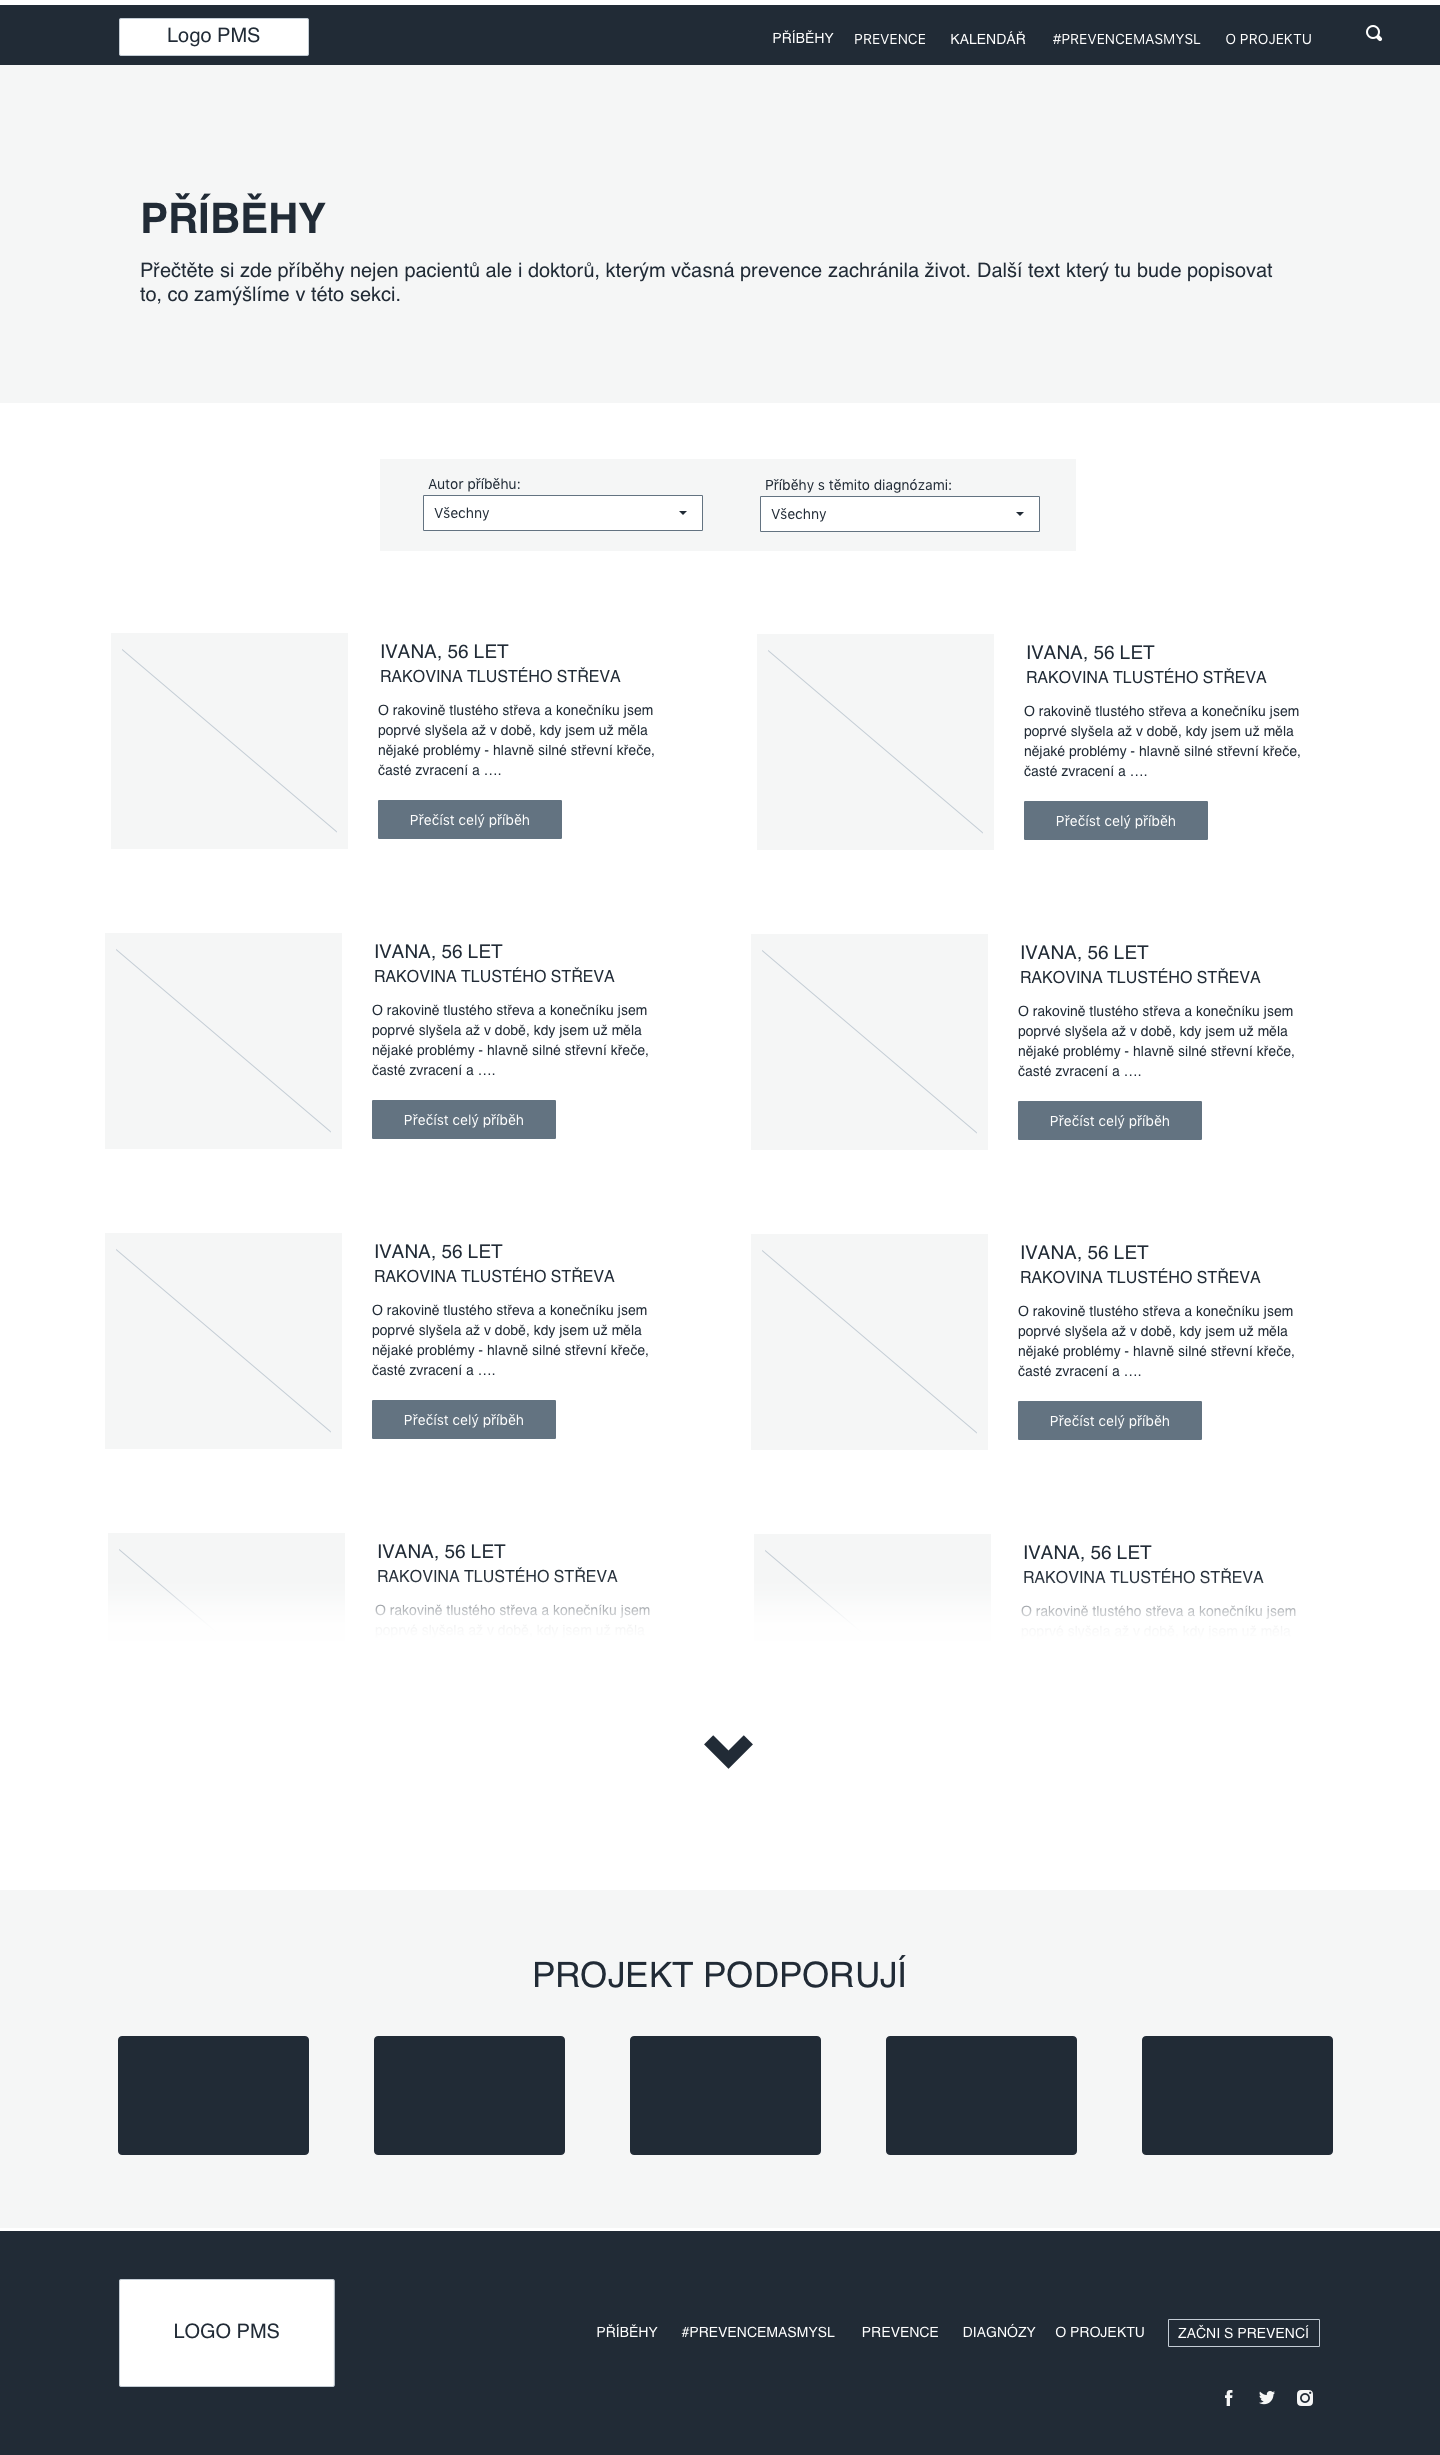 Logo PMS
PŘÍBĚHY PREVENCE KALENDÁŘ #PREVENCEMASMYSL O PROJEKTU
PŘÍBĚHY
Přečtěte si zde příběhy nejen pacientů ale i doktorů, kterým včasná prevence zachránila život. Další text který tu bude popisovat
to, co zamýšlíme v této sekci.
Autor příběhu:
Všechny
Příběhy s těmito diagnózami:
Všechny
IVANA, 56 LET
RAKOVINA TLUSTÉHO STŘEVA
O rakovině tlustého střeva a konečníku jsem
poprvé slyšela až v době, kdy jsem už měla
nějaké problémy - hlavně silné střevní křeče,
časté zvracení a ….
Přečíst celý příběh
IVANA, 56 LET
RAKOVINA TLUSTÉHO STŘEVA
O rakovině tlustého střeva a konečníku jsem
poprvé slyšela až v době, kdy jsem už měla
nějaké problémy - hlavně silné střevní křeče,
časté zvracení a ….
Přečíst celý příběh
IVANA, 56 LET
RAKOVINA TLUSTÉHO STŘEVA
O rakovině tlustého střeva a konečníku jsem
poprvé slyšela až v době, kdy jsem už měla
nějaké problémy - hlavně silné střevní křeče,
časté zvracení a ….
Přečíst celý příběh
IVANA, 56 LET
RAKOVINA TLUSTÉHO STŘEVA
O rakovině tlustého střeva a konečníku jsem
poprvé slyšela až v době, kdy jsem už měla
nějaké problémy - hlavně silné střevní křeče,
časté zvracení a ….
Přečíst celý příběh
IVANA, 56 LET
RAKOVINA TLUSTÉHO STŘEVA
O rakovině tlustého střeva a konečníku jsem
poprvé slyšela až v době, kdy jsem už měla
nějaké problémy - hlavně silné střevní křeče,
časté zvracení a ….
Přečíst celý příběh
IVANA, 56 LET
RAKOVINA TLUSTÉHO STŘEVA
O rakovině tlustého střeva a konečníku jsem
poprvé slyšela až v době, kdy jsem už měla
nějaké problémy - hlavně silné střevní křeče,
časté zvracení a ….
Přečíst celý příběh
IVANA, 56 LET
RAKOVINA TLUSTÉHO STŘEVA
O rakovině tlustého střeva a konečníku jsem
poprvé slyšela až v době, kdy jsem už měla
IVANA, 56 LET
RAKOVINA TLUSTÉHO STŘEVA
O rakovině tlustého střeva a konečníku jsem
poprvé slyšela až v době, kdy jsem už měla
PROJEKT PODPORUJÍ
LOGO PMS
PŘÍBĚHY #PREVENCEMASMYSL PREVENCE DIAGNÓZY O PROJEKTU ZAČNI S PREVENCÍ